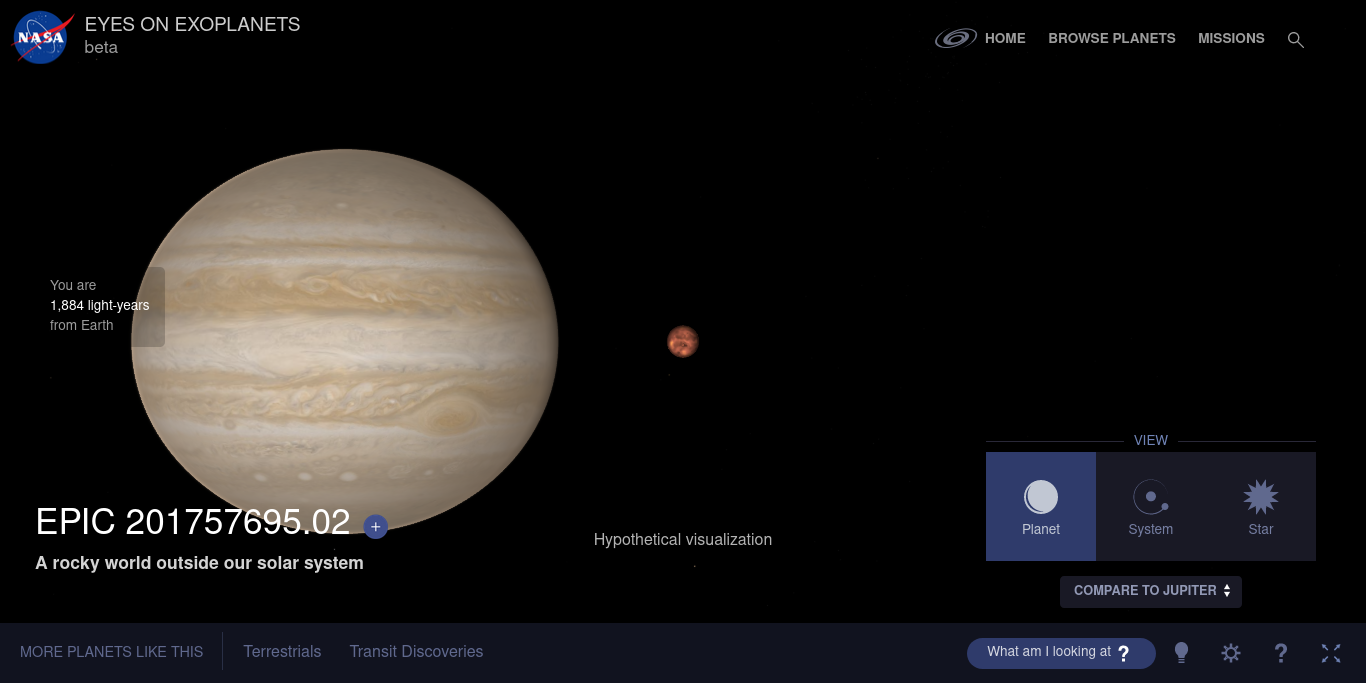 NASA
EYES ON EXOPLANETS
beta
HOME
BROWSE PLANETS
MISSIONS
You are
1,884 light-years
from Earth
EPIC 201757695.02
+
A rocky world outside our solar system
Hypothetical visualization
VIEW
Planet
System
Star
COMPARE TO JUPITER
MORE PLANETS LIKE THIS
Terrestrials
Transit Discoveries
What am I looking at ?
?